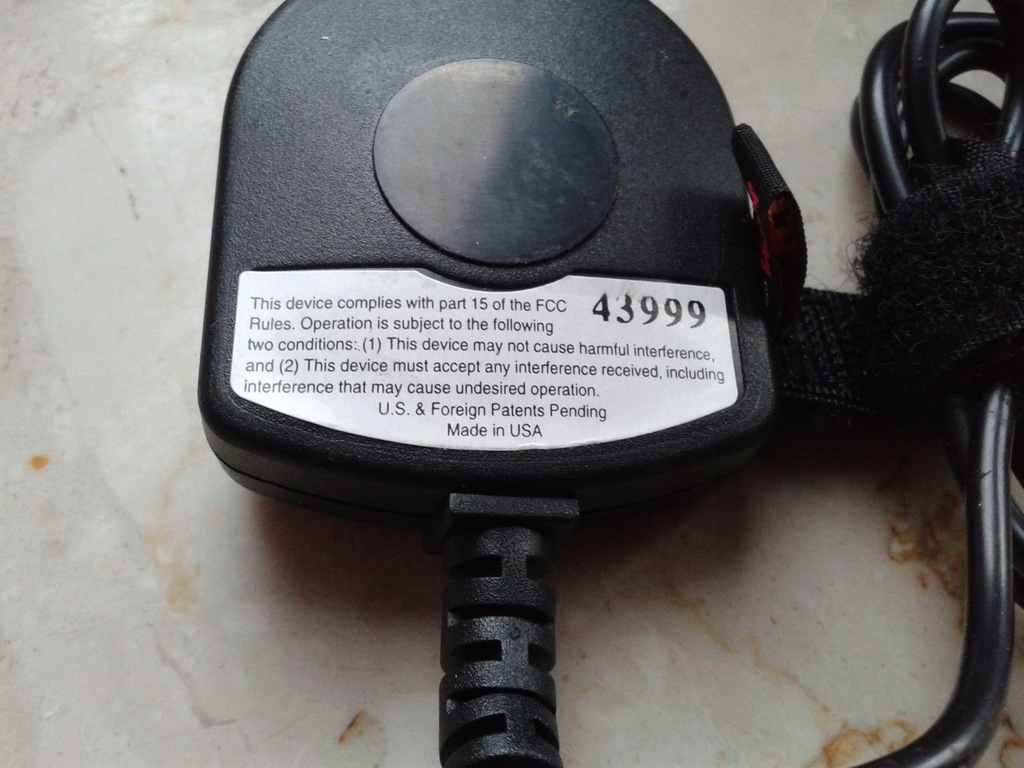 This device complies with part 15 of the FCC 43999
Rules. Operation is subject to the following
two conditions: (1) This device may not cause harmful interference,
and (2) This device must accept any interference received, including
interference that may cause undesired operation.
U.S. & Foreign Patents Pending
Made in USA